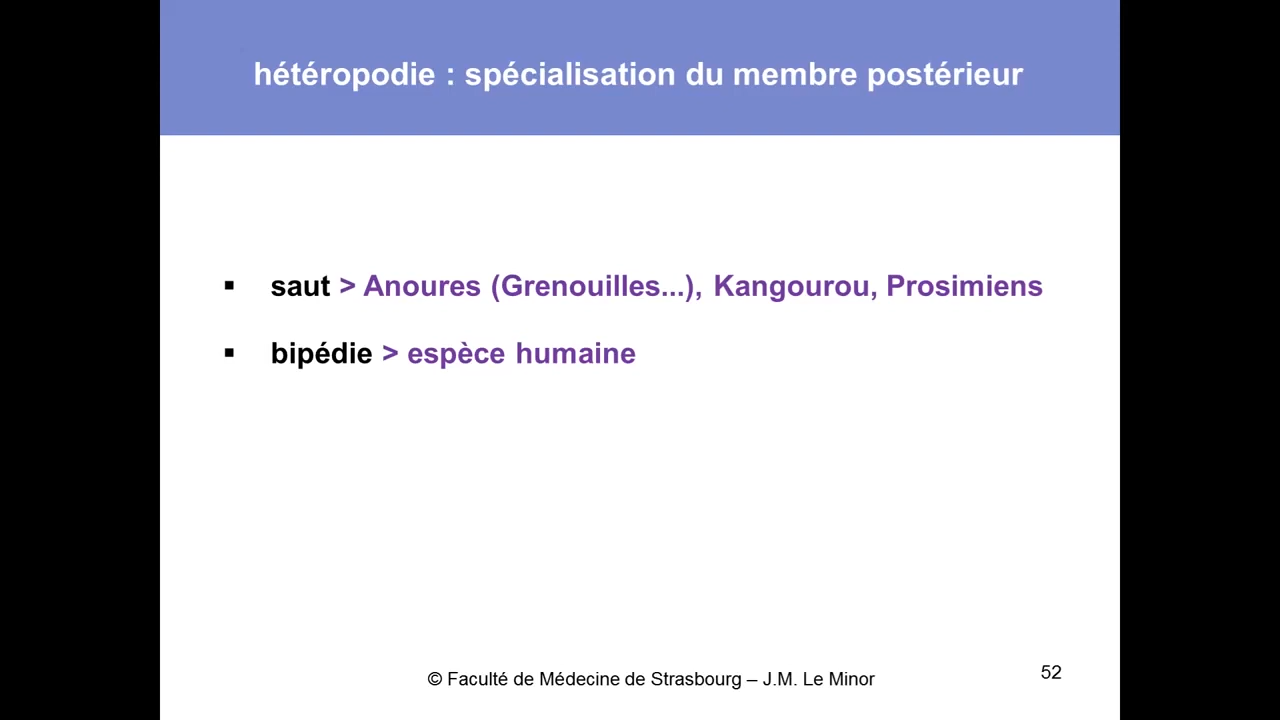 hétéropodie : spécialisation du membre postérieur
▪ saut > Anoures (Grenouilles...), Kangourou, Prosimiens
▪ bipédie > espèce humaine
© Faculté de Médecine de Strasbourg – J.M. Le Minor
52